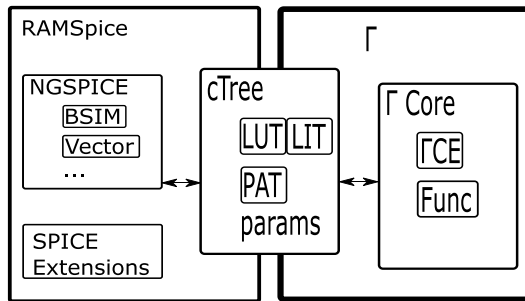 RAMSpice
NGSPICE
BSIM
Vector
...
SPICE
Extensions
cTree
LUT LIT
PAT
params
Γ
Γ Core
ΓCE
Func